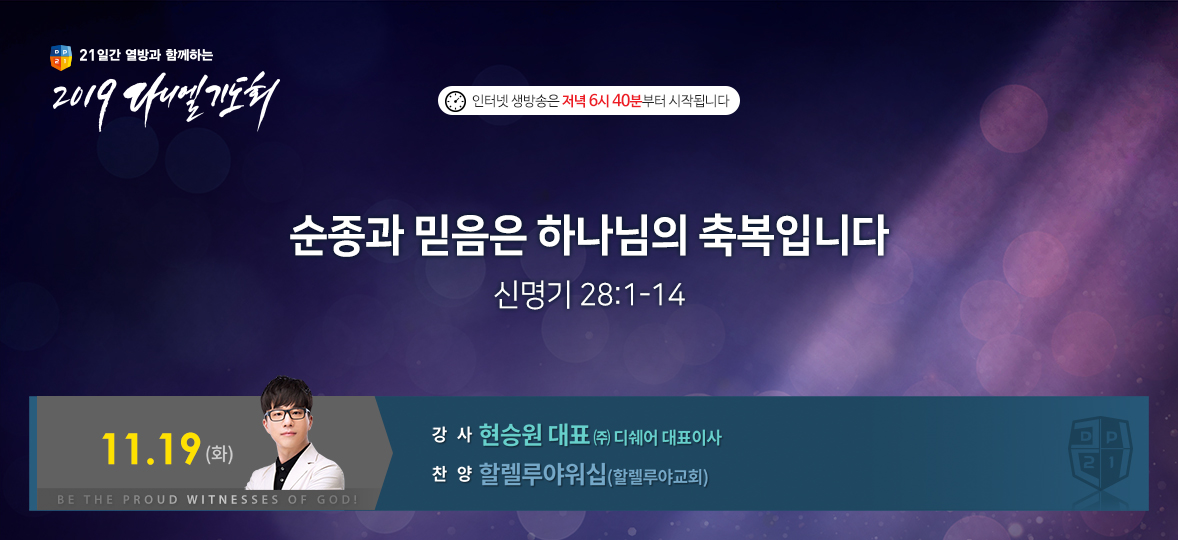 DP
21
21일간 열방과 함께하는
2019 다니엘기도회
인터넷 생방송은 저녁 6시 40분부터 시작됩니다
순종과 믿음은 하나님의 축복입니다
신명기 28:1-14
11.19 (화)
BE THE PROUD WITNESSES OF GOD!
강 사 현승원 대표 ㈜ 디쉐어 대표이사
찬 양 할렐루야워십(할렐루야교회)
DP
21